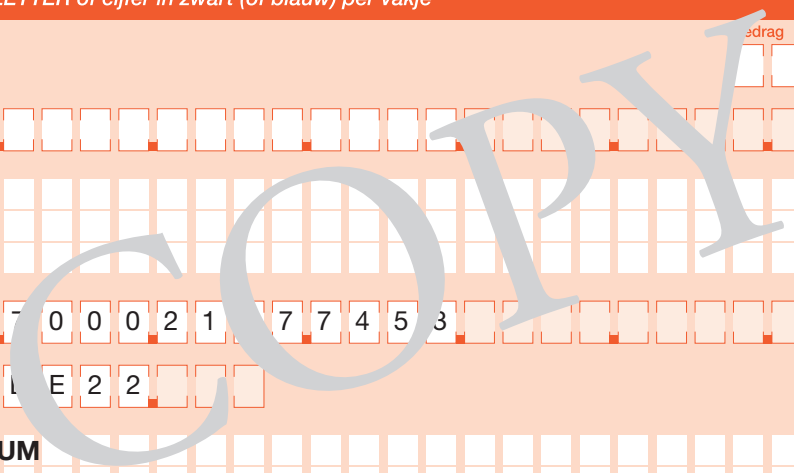 LETTER of cijfer in zwart (of blauw) per vakje
COPY
0 0 0 2 1 7 7 4 5 3
E 2 2
UM